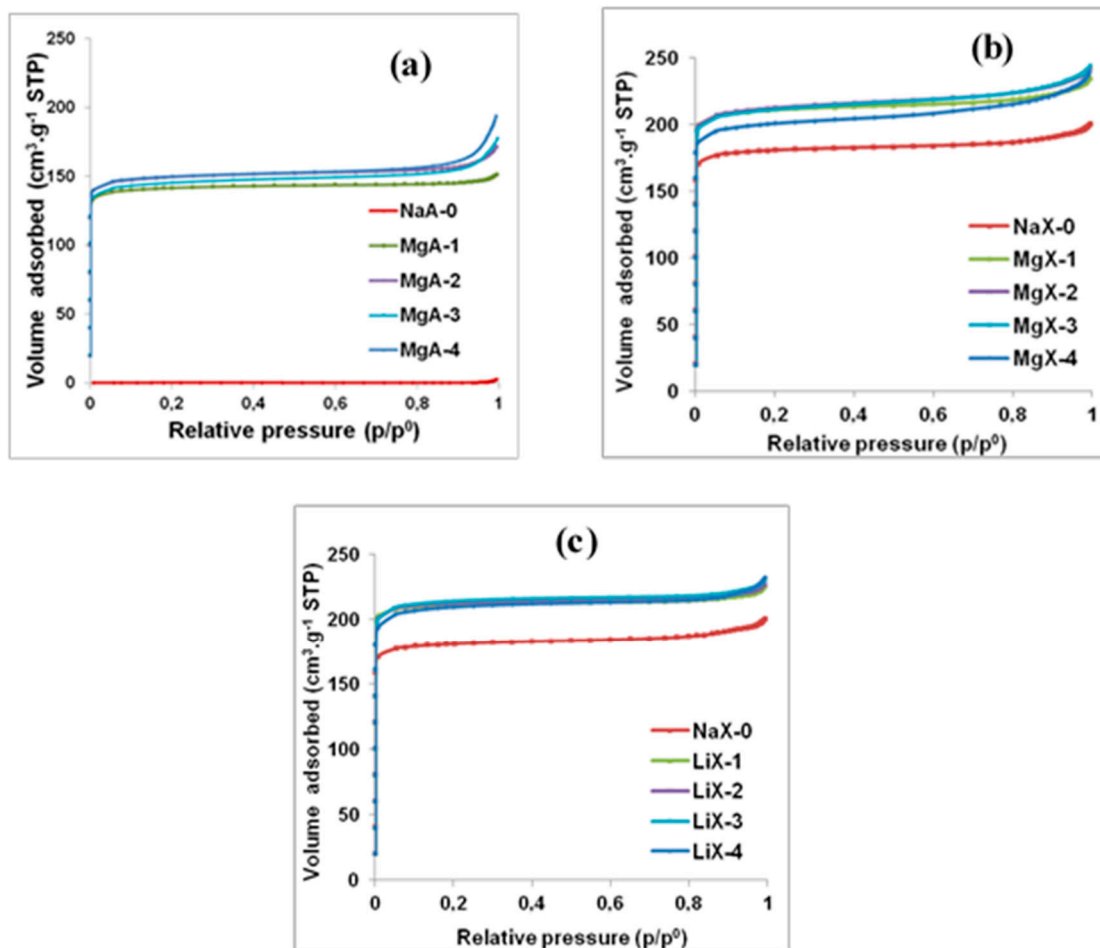 (a)
Volume adsorbed (cm³.g⁻¹ STP)
250
200
150
100
50
0
NaA-0
MgA-1
MgA-2
MgA-3
MgA-4
0 0,2 0,4 0,6 0,8 1
Relative pressure (p/p⁰)
(b)
Volume adsorbed (cm³.g⁻¹ STP)
250
200
150
100
50
0
NaX-0
MgX-1
MgX-2
MgX-3
MgX-4
0 0,2 0,4 0,6 0,8 1
Relative pressure (p/p⁰)
(c)
Volume adsorbed (cm³.g⁻¹ STP)
250
200
150
100
50
0
NaX-0
LiX-1
LiX-2
LiX-3
LiX-4
0 0,2 0,4 0,6 0,8 1
Relative pressure (p/p⁰)